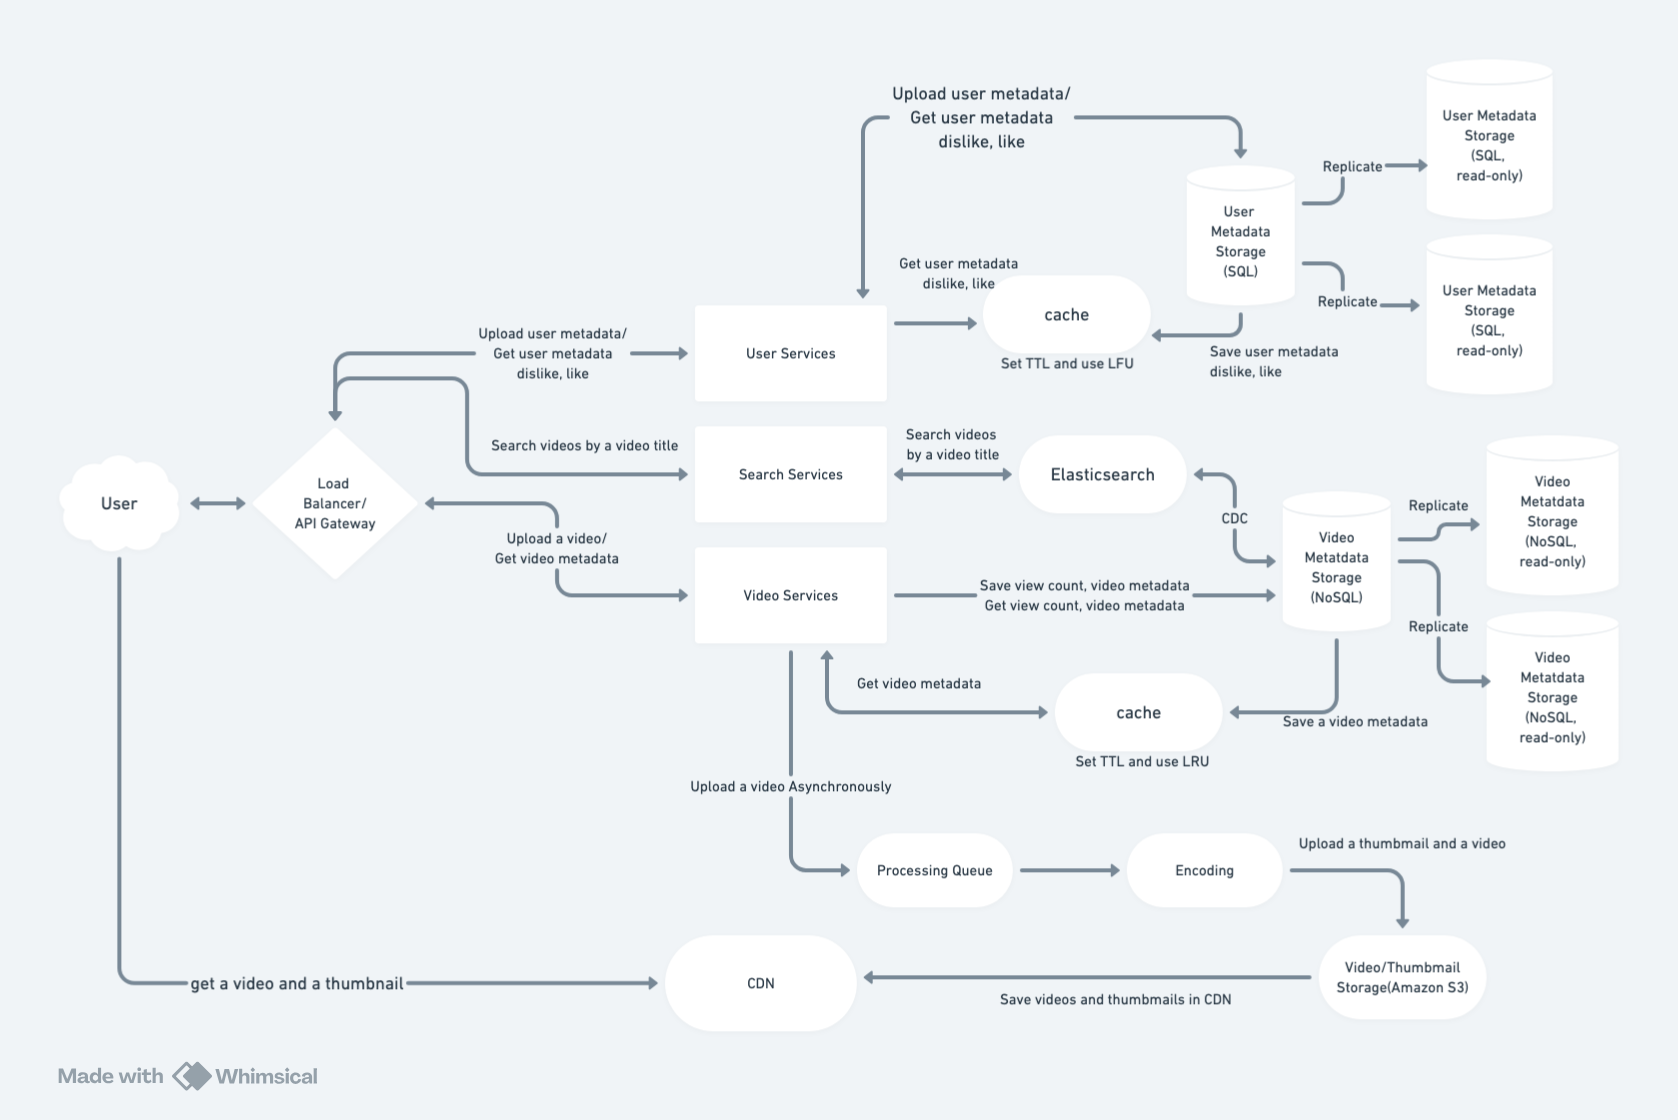 Upload user metadata/
Get user metadata
dislike, like
User Metadata
Storage
(SQL,
read-only)
Replicate
User
Metadata
Storage
(SQL)
Get user metadata
dislike, like
cache
Set TTL and use LFU
Replicate
User Metadata
Storage
(SQL,
read-only)
Save user metadata
dislike, like
Upload user metadata/
Get user metadata
dislike, like
User Services
Search videos by a video title
Search Services
Search videos
by a video title
Elasticsearch
CDC
User
Load
Balancer/
API Gateway
Upload a video/
Get video metadata
Video Services
Save view count, video metadata
Get view count, video metadata
Video
Metatdata
Storage
(NoSQL)
Replicate
Video
Metatdata
Storage
(NoSQL,
read-only)
Replicate
Video
Metatdata
Storage
(NoSQL,
read-only)
Get video metadata
cache
Set TTL and use LRU
Save a video metadata
Upload a video Asynchronously
Processing Queue
Encoding
Upload a thumbmail and a video
Video/Thumbmail
Storage(Amazon S3)
Save videos and thumbmails in CDN
CDN
get a video and a thumbnail
Made with Whimsical